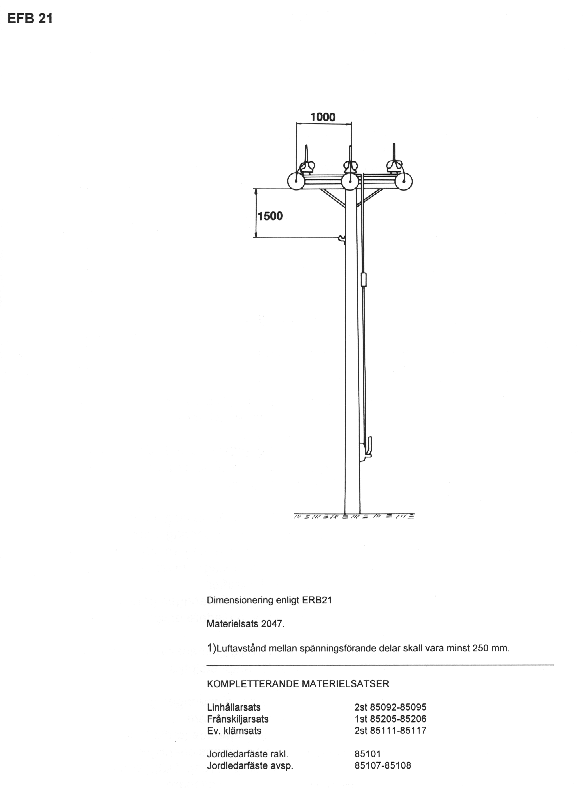 EFB 21
1000
1500
Dimensionering enligt ERB21
Materielsats 2047.
1)Luftavstånd mellan spänningsförande delar skall vara minst 250 mm.
KOMPLETTERANDE MATERIELSATSER
Linhållarsats 2st 85092-85095
Frånskiljarsats 1st 85205-85206
Ev. klämsats 2st 85111-85117
Jordledarfäste rakl. 85101
Jordledarfäste avsp. 85107-85108